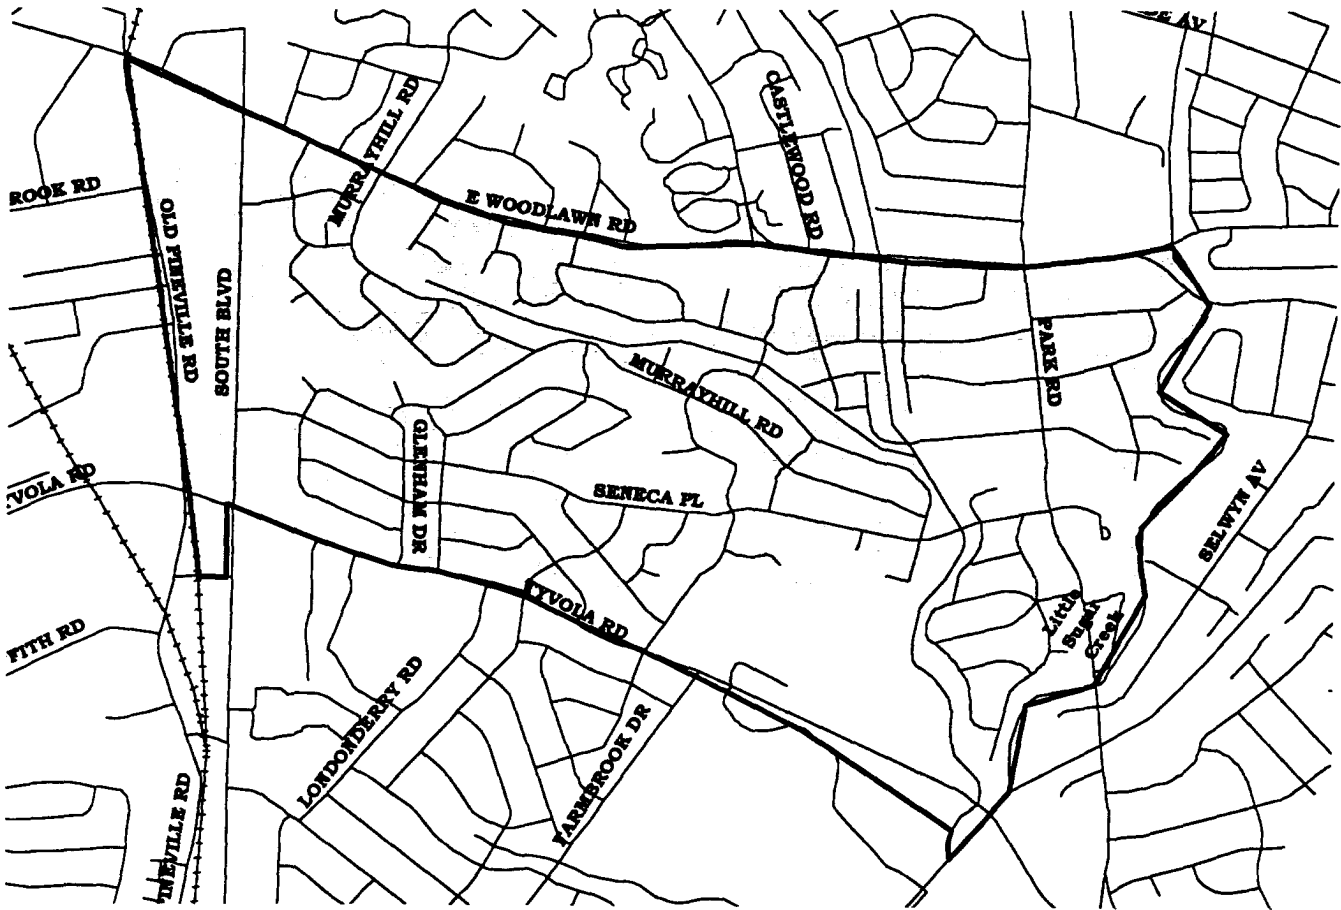 MURRAYHILL RD
CASTLEWOOD RD
ROOK RD
OLD PINEVILLE RD
E WOODLAWN RD
SOUTH BLVD
PARK RD
MURRAYHILL RD
GLENHAM DR
YVOLA RD
SENECA PL
SELWYN AV
TYVOLA RD
Little
Sugar
Creek
FITH RD
LONDONDERRY RD
FARMBROOK DR
INEVILLE RD